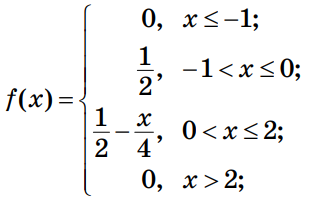 f(x) = { 0, x ≤ −1;
1/2, −1 < x ≤ 0;
1/2 − x/4, 0 < x ≤ 2;
0, x > 2;